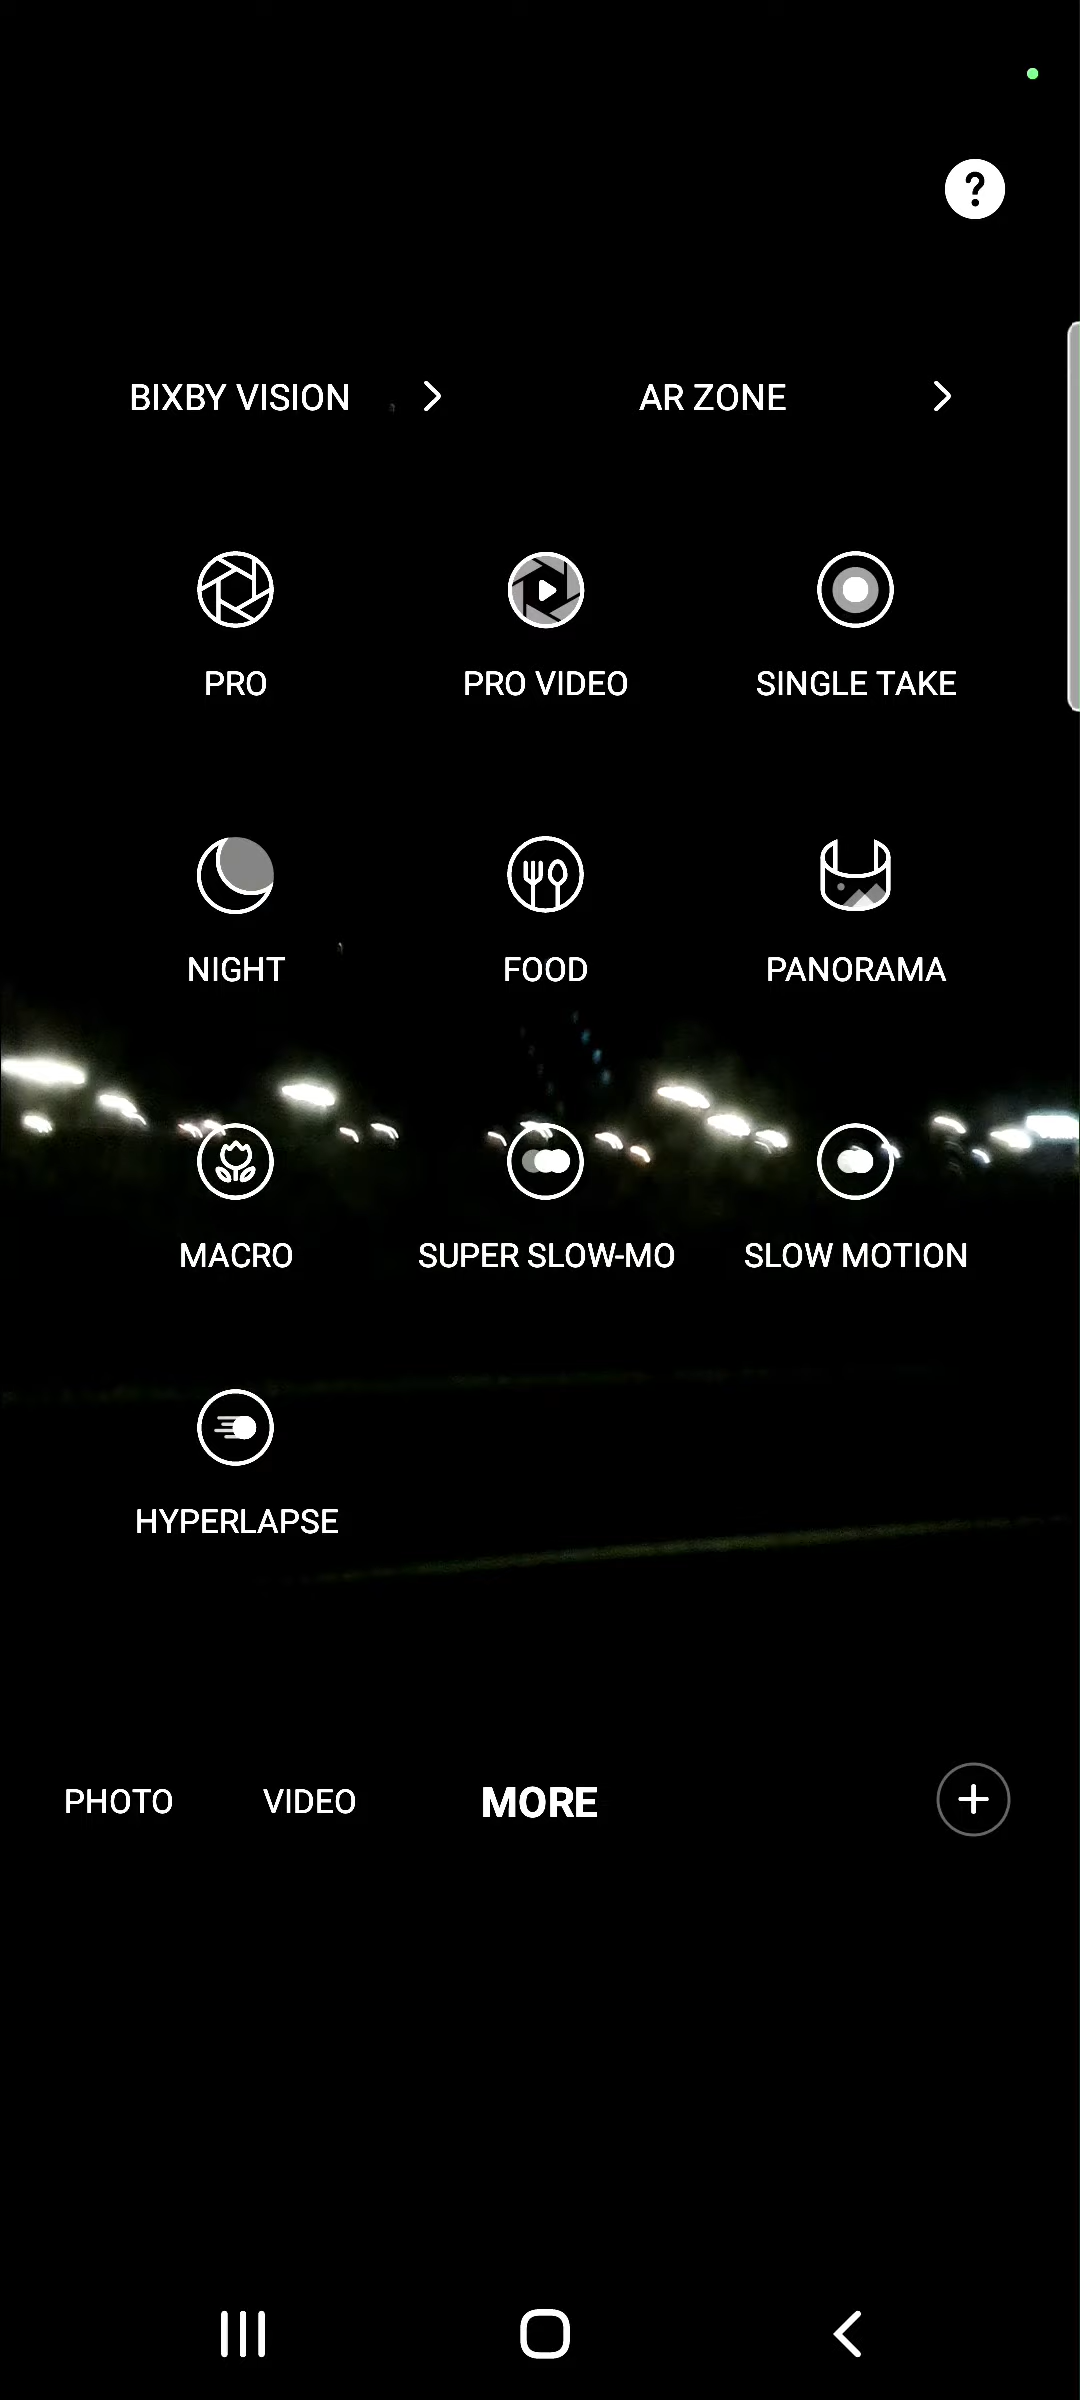 BIXBY VISION
AR ZONE
PRO
PRO VIDEO
SINGLE TAKE
NIGHT
FOOD
PANORAMA
MACRO
SUPER SLOW-MO
SLOW MOTION
HYPERLAPSE
PHOTO
VIDEO
MORE